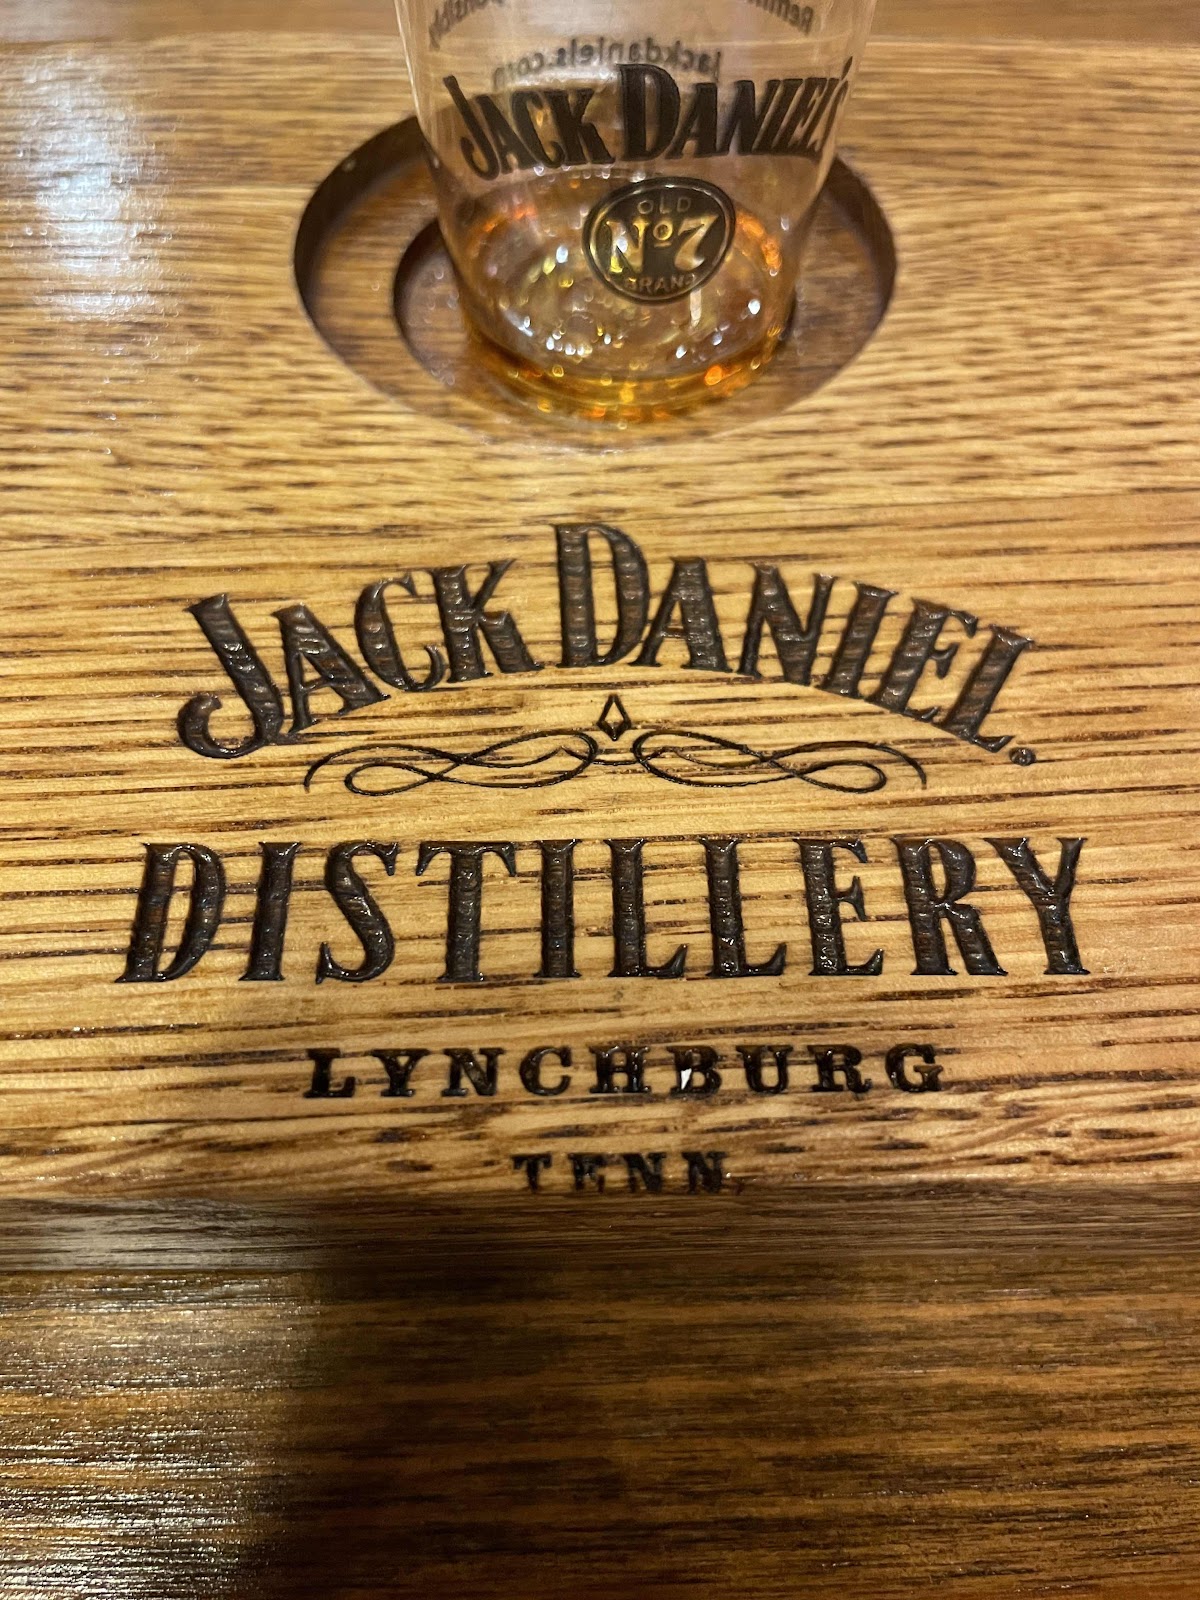 jackdaniels.com
JACK DANIEL'S
OLD
Nº7
BRAND
JACK DANIEL
DISTILLERY
LYNCHBURG
TENN.